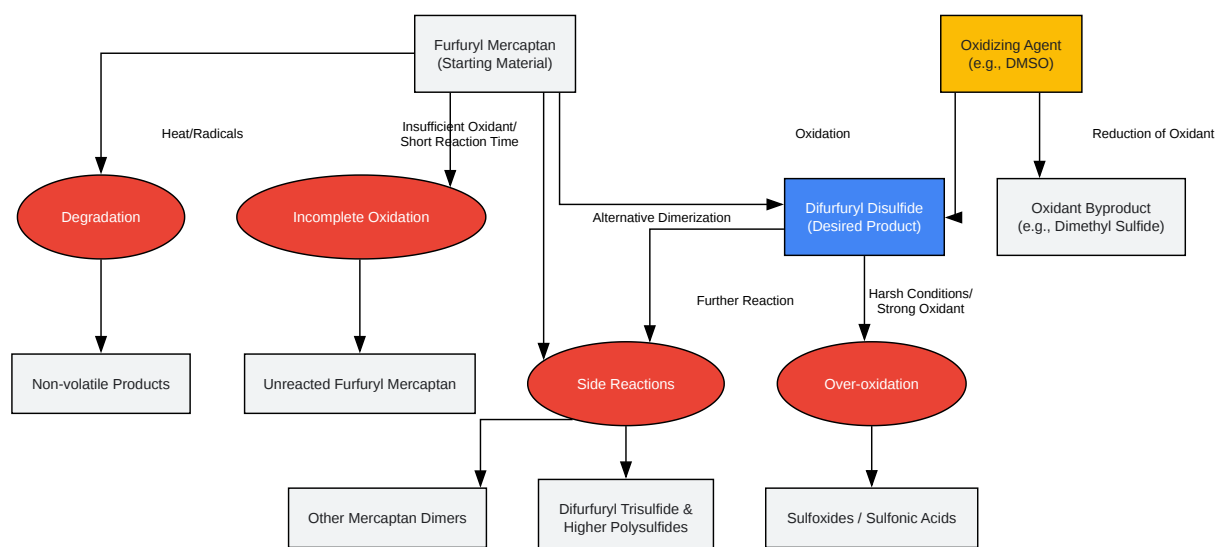 Furfuryl Mercaptan
(Starting Material)
Oxidizing Agent
(e.g., DMSO)
Heat/Radicals
Insufficient Oxidant/
Short Reaction Time
Oxidation
Reduction of Oxidant
Degradation
Incomplete Oxidation
Alternative Dimerization
Difurfuryl Disulfide
(Desired Product)
Oxidant Byproduct
(e.g., Dimethyl Sulfide)
Further Reaction
Harsh Conditions/
Strong Oxidant
Non-volatile Products
Unreacted Furfuryl Mercaptan
Side Reactions
Over-oxidation
Other Mercaptan Dimers
Difurfuryl Trisulfide &
Higher Polysulfides
Sulfoxides / Sulfonic Acids